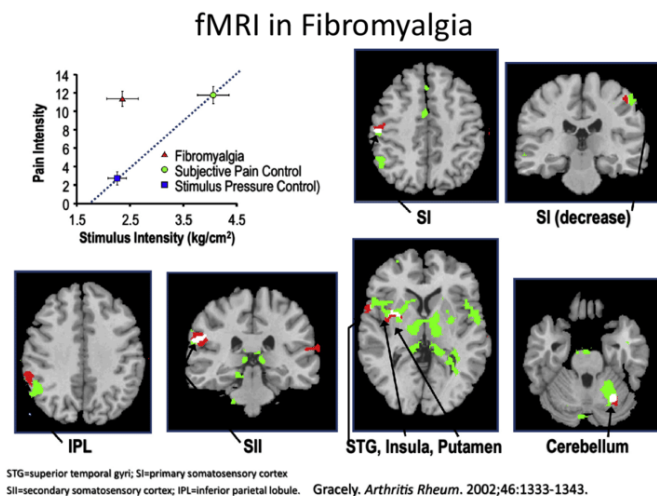 fMRI in Fibromyalgia
14
12
10
8
6
4
2
0
Pain Intensity
Fibromyalgia
Subjective Pain Control
Stimulus Pressure Control)
1.5 2.5 3.5 4.5
Stimulus Intensity (kg/cm²)
SI
SI (decrease)
IPL
SII
STG, Insula, Putamen
Cerebellum
STG=superior temporal gyri; SI=primary somatosensory cortex
SII=secondary somatosensory cortex; IPL=inferior parietal lobule. Gracely. Arthritis Rheum. 2002;46:1333-1343.